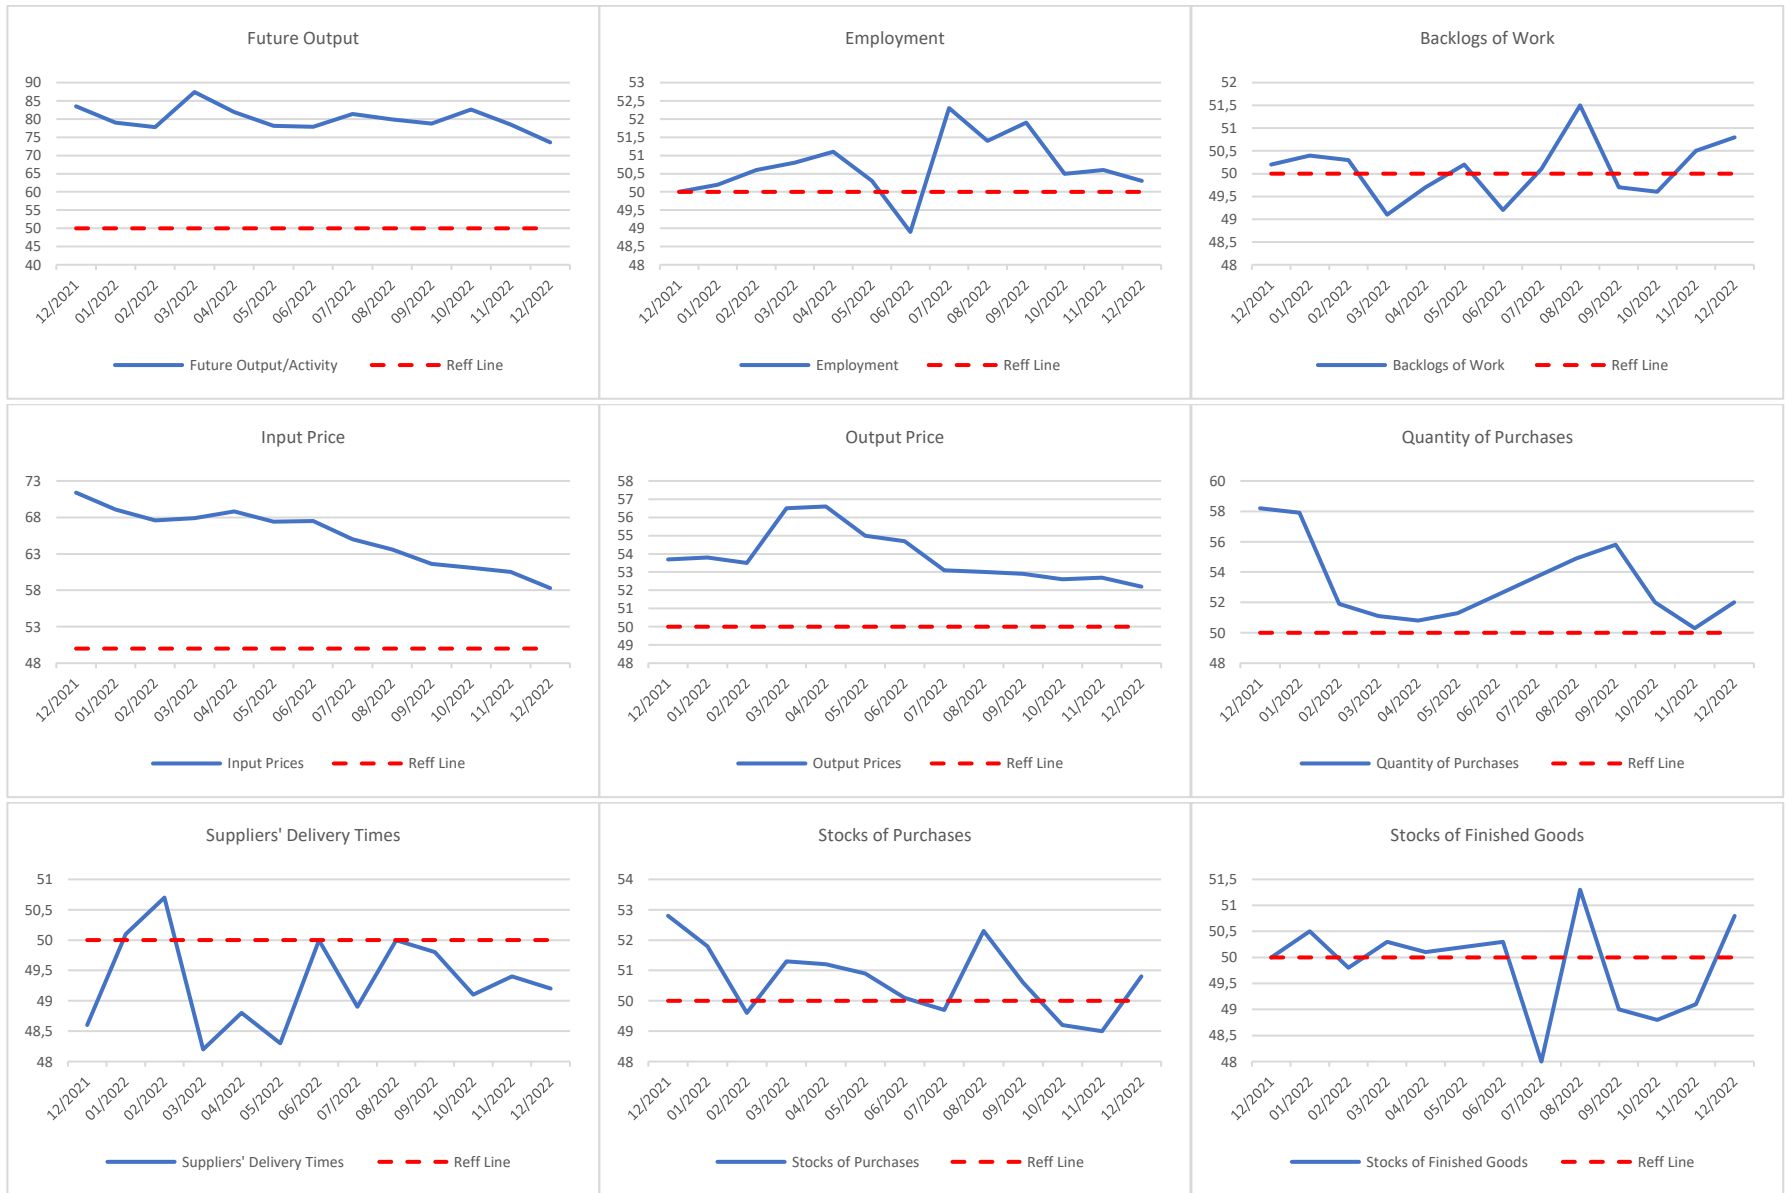 Future Output
90
85
80
75
70
65
60
55
50
45
40
12/2021 01/2022 02/2022 03/2022 04/2022 05/2022 06/2022 07/2022 08/2022 09/2022 10/2022 11/2022 12/2022
Future Output/Activity Reff Line
Employment
53
52,5
52
51,5
51
50,5
50
49,5
49
48,5
48
12/2021 01/2022 02/2022 03/2022 04/2022 05/2022 06/2022 07/2022 08/2022 09/2022 10/2022 11/2022 12/2022
Employment Reff Line
Backlogs of Work
52
51,5
51
50,5
50
49,5
49
48,5
48
12/2021 01/2022 02/2022 03/2022 04/2022 05/2022 06/2022 07/2022 08/2022 09/2022 10/2022 11/2022 12/2022
Backlogs of Work Reff Line
Input Price
73
68
63
58
53
48
12/2021 01/2022 02/2022 03/2022 04/2022 05/2022 06/2022 07/2022 08/2022 09/2022 10/2022 11/2022 12/2022
Input Prices Reff Line
Output Price
58
57
56
55
54
53
52
51
50
49
48
12/2021 01/2022 02/2022 03/2022 04/2022 05/2022 06/2022 07/2022 08/2022 09/2022 10/2022 11/2022 12/2022
Output Prices Reff Line
Quantity of Purchases
60
58
56
54
52
50
48
12/2021 01/2022 02/2022 03/2022 04/2022 05/2022 06/2022 07/2022 08/2022 09/2022 10/2022 11/2022 12/2022
Quantity of Purchases Reff Line
Suppliers' Delivery Times
51
50,5
50
49,5
49
48,5
48
12/2021 01/2022 02/2022 03/2022 04/2022 05/2022 06/2022 07/2022 08/2022 09/2022 10/2022 11/2022 12/2022
Suppliers' Delivery Times Reff Line
Stocks of Purchases
54
53
52
51
50
49
48
12/2021 01/2022 02/2022 03/2022 04/2022 05/2022 06/2022 07/2022 08/2022 09/2022 10/2022 11/2022 12/2022
Stocks of Purchases Reff Line
Stocks of Finished Goods
51,5
51
50,5
50
49,5
49
48,5
48
12/2021 01/2022 02/2022 03/2022 04/2022 05/2022 06/2022 07/2022 08/2022 09/2022 10/2022 11/2022 12/2022
Stocks of Finished Goods Reff Line